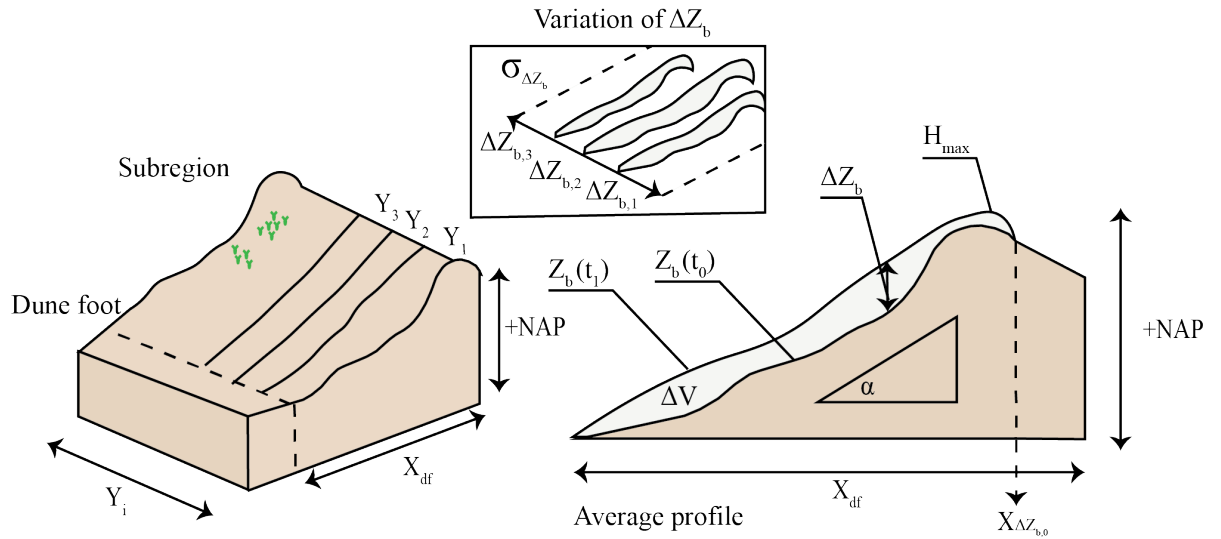 Variation of ΔZb
σΔZb
ΔZb,3
ΔZb,2
ΔZb,1
Subregion
Y3
Y2
Y1
Dune foot
+NAP
Xdf
Yi
Hmax
ΔZb
Zb(t1)
Zb(t0)
+NAP
ΔV
α
Xdf
XΔZb,0
Average profile